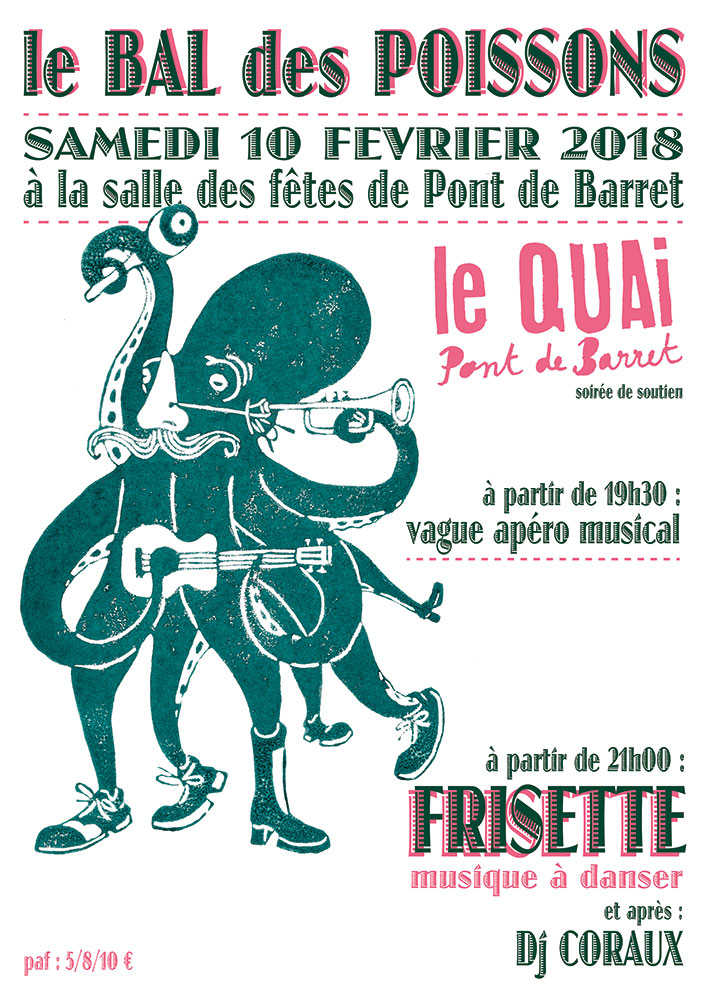 le BAL des POISSONS
SAMEDI 10 FEVRIER 2018
à la salle des fêtes de Pont de Barret
le QUAi
Pont de Barret
soirée de soutien
à partir de 19h30 :
vague apéro musical
à partir de 21h00 :
FRISETTE
musique à danser
et après :
Dj CORAUX
paf : 5/8/10 €